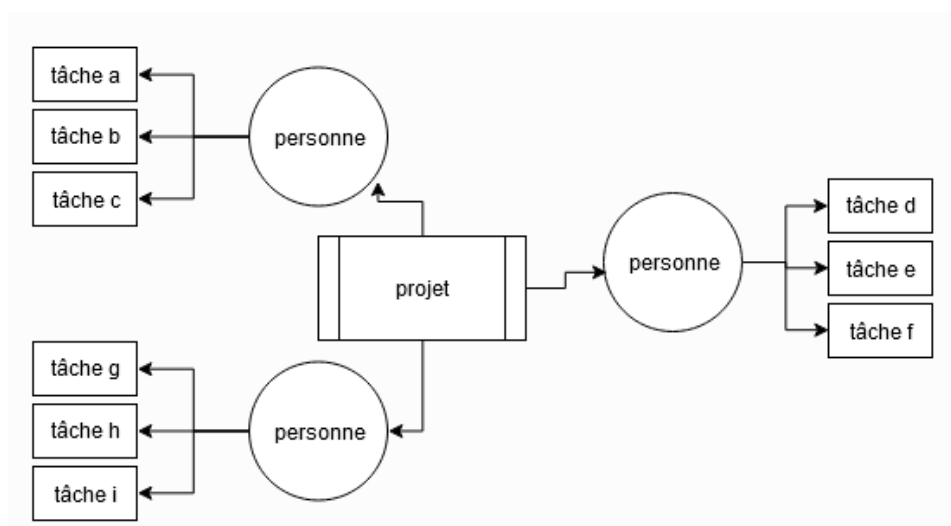 tâche a
tâche b
tâche c
personne
projet
personne
tâche d
tâche e
tâche f
tâche g
tâche h
tâche i
personne